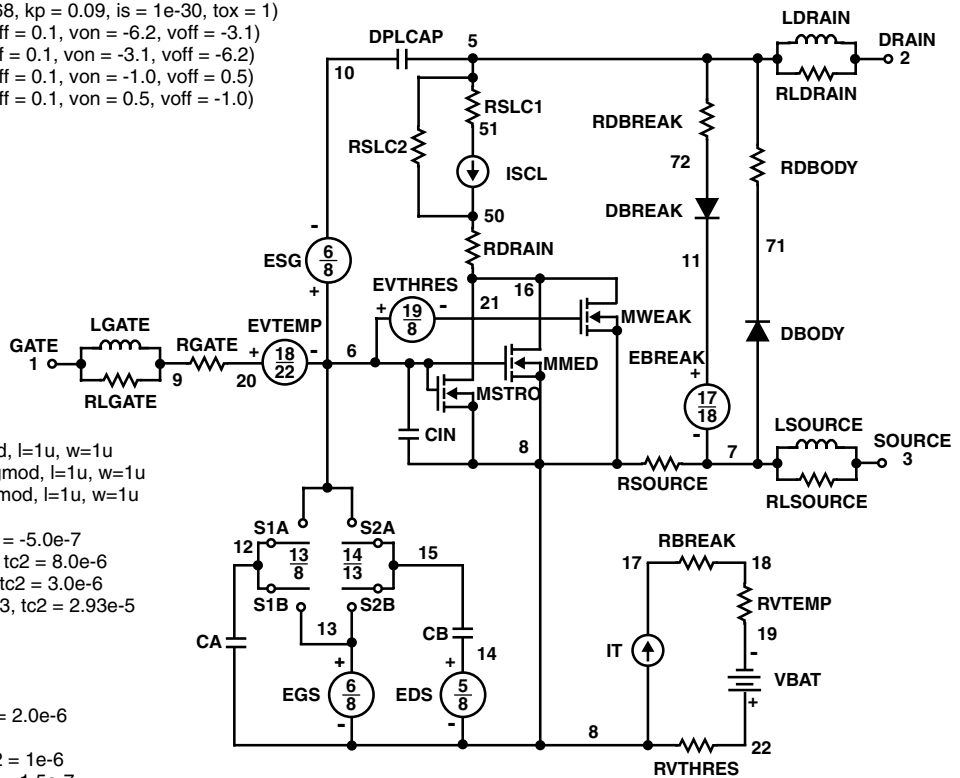 68, kp = 0.09, is = 1e-30, tox = 1)
ff = 0.1, von = -6.2, voff = -3.1)
f = 0.1, von = -3.1, voff = -6.2)
ff = 0.1, von = -1.0, voff = 0.5)
ff = 0.1, von = 0.5, voff = -1.0)
DPLCAP
5
LDRAIN
DRAIN
2
10
RLDRAIN
RSLC1
51
RDBREAK
RSLC2
72
RDBODY
ISCL
DBREAK
50
-
RDRAIN
71
ESG
6
8
11
+
EVTHRES
16
21
+
19
8
-
MWEAK
LGATE
EVTEMP
DBODY
GATE
1
RGATE
+
18
22
-
6
EBREAK
MMED
+
9
20
MSTRO
17
18
RLGATE
-
LSOURCE
CIN
SOURCE
3
8
7
d, l=1u, w=1u
gmod, l=1u, w=1u
mod, l=1u, w=1u
RSOURCE
RLSOURCE
= -5.0e-7
tc2 = 8.0e-6
tc2 = 3.0e-6
3, tc2 = 2.93e-5
S1A
S2A
12
13
8
14
13
15
RBREAK
17
18
S1B
S2B
RVTEMP
13
CB
19
CA
14
IT
-
+
+
VBAT
EGS
6
8
EDS
5
8
+
-
-
= 2.0e-6
8
22
2 = 1e-6
RVTHRES